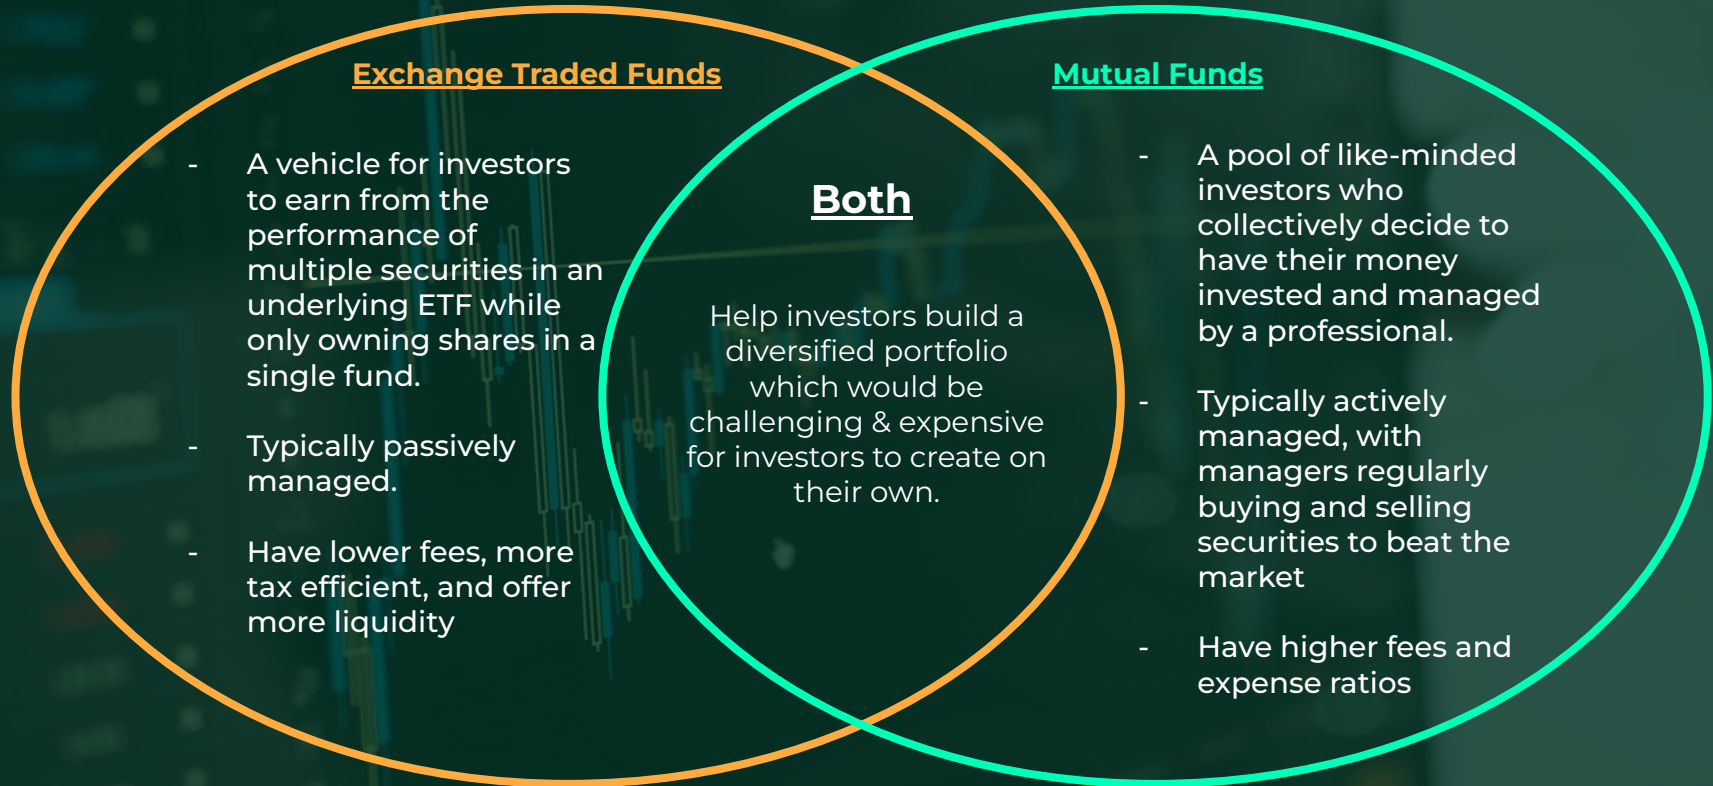 Exchange Traded Funds
- A vehicle for investors
to earn from the
performance of
multiple securities in an
underlying ETF while
only owning shares in a
single fund.
- Typically passively
managed.
- Have lower fees, more
tax efficient, and offer
more liquidity
Both
Help investors build a
diversified portfolio
which would be
challenging & expensive
for investors to create on
their own.
Mutual Funds
- A pool of like-minded
investors who
collectively decide to
have their money
invested and managed
by a professional.
- Typically actively
managed, with
managers regularly
buying and selling
securities to beat the
market
- Have higher fees and
expense ratios